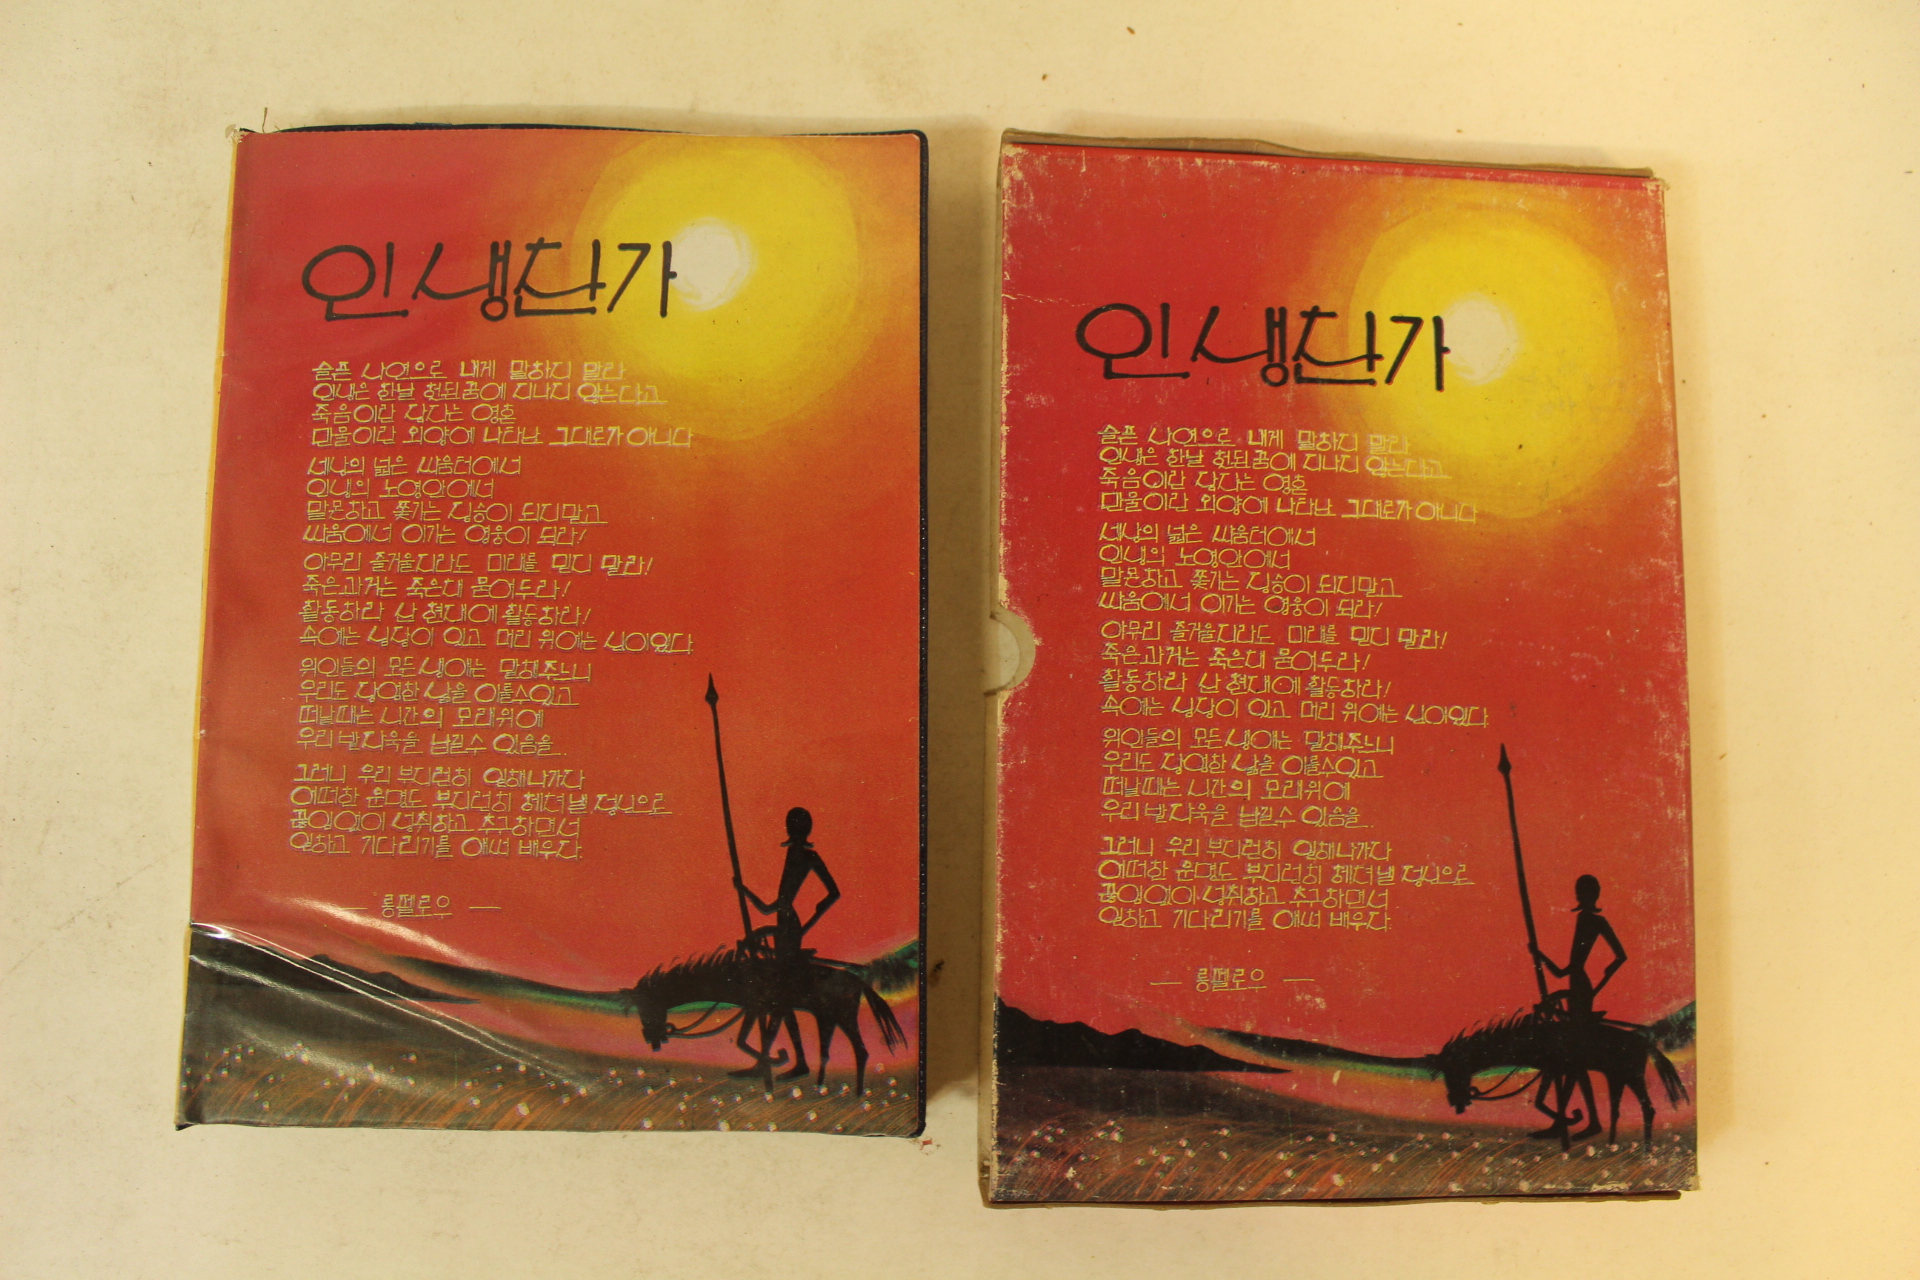 인생찬가
슬픈 사연으로 내게 말하지 말라
인생은 한낱 헛된꿈에 지나지 않는다고
죽음이란 잠자는 영혼
만물이란 외양에 나타난 그대로가 아니다
세상의 넓은 싸움터에서
인생의 노영안에서
말못하고 쫓기는 짐승이 되지말고
싸움에서 이기는 영웅이 되라!
아무리 즐거울지라도 미래를 믿지 말라!
죽은과거는 죽은대 묻어두라!
활동하라 산 현재에 활동하라!
속에는 심장이 있고 머리 위에는 신이있다
위인들의 모든생애는 말해주느니
우리도 장엄한 삶을 이룰수있고
떠날때는 시간의 모래위에
우리발자욱을 남길수 있음을..
그러니 우리 부지런히 일해나가자
어떠한 운명도 부지런히 헤쳐낼 정신으로
끊임없이 성취하고 추구하면서
일하고 기다리기를 애써 배우자.
— 롱펠로우 —
인생찬가
슬픈 사연으로 내게 말하지 말라
인생은 한낱 헛된꿈에 지나지 않는다고
죽음이란 잠자는 영혼
만물이란 외양에 나타난 그대로가 아니다
세상의 넓은 싸움터에서
인생의 노영안에서
말못하고 쫓기는 짐승이 되지말고
싸움에서 이기는 영웅이 되라!
아무리 즐거울지라도 미래를 믿지 말라!
죽은과거는 죽은대 묻어두라!
활동하라 산 현재에 활동하라!
속에는 심장이 있고 머리 위에는 신이있다
위인들의 모든생애는 말해주느니
우리도 장엄한 삶을 이룰수있고
떠날때는 시간의 모래위에
우리발자욱을 남길수 있음을..
그러니 우리 부지런히 일해나가자
어떠한 운명도 부지런히 헤쳐낼 정신으로
끊임없이 성취하고 추구하면서
일하고 기다리기를 애써 배우자.
— 롱펠로우 —